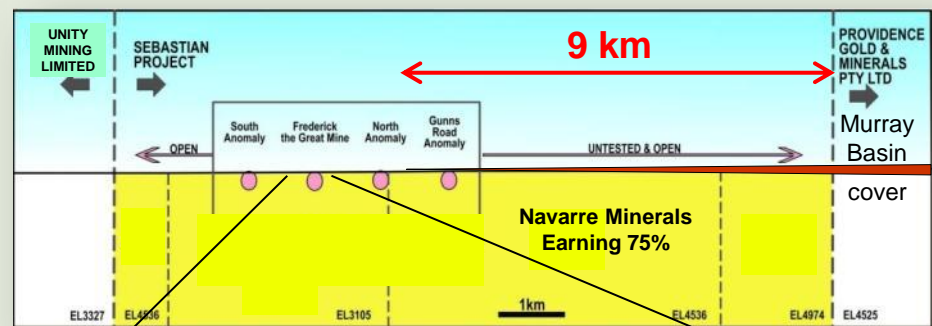 UNITY
MINING
LIMITED
SEBASTIAN
PROJECT
9 km
PROVIDENCE
GOLD &
MINERALS
PTY LTD
South
Anomaly
Frederick
the Great Mine
North
Anomaly
Gunns
Road
Anomaly
OPEN
UNTESTED & OPEN
Murray
Basin
cover
Navarre Minerals
Earning 75%
1km
EL3327
EL4536
EL3105
EL4536
EL4974
EL4525